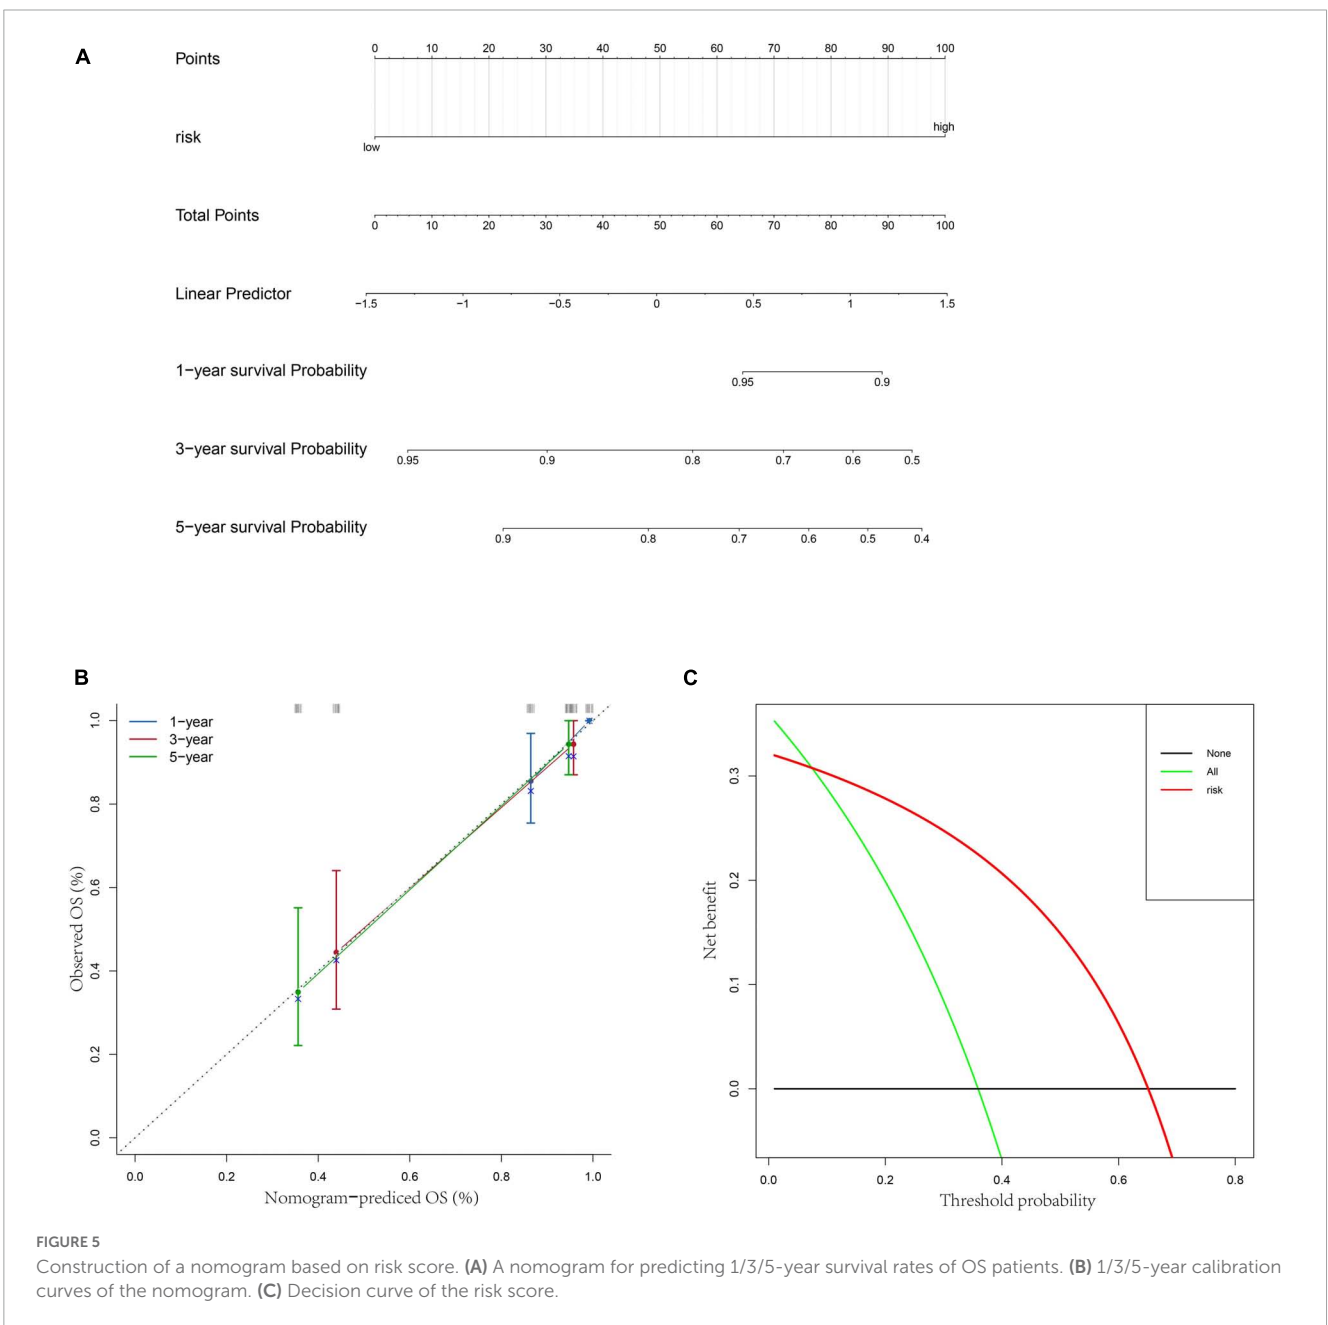 A
Points
0 10 20 30 40 50 60 70 80 90 100
risk
low
high
Total Points
0 10 20 30 40 50 60 70 80 90 100
Linear Predictor
−1.5 −1 −0.5 0 0.5 1 1.5
1−year survival Probability
0.95 0.9
3−year survival Probability
0.95 0.9 0.8 0.7 0.6 0.5
5−year survival Probability
0.9 0.8 0.7 0.6 0.5 0.4
B
1−year
3−year
5−year
Observed OS (%)
0.0 0.2 0.4 0.6 0.8 1.0
0.0 0.2 0.4 0.6 0.8 1.0
Nomogram−prediced OS (%)
C
None
All
risk
Net benefit
0.0 0.1 0.2 0.3
0.0 0.2 0.4 0.6 0.8
Threshold probability
FIGURE 5
Construction of a nomogram based on risk score. (A) A nomogram for predicting 1/3/5-year survival rates of OS patients. (B) 1/3/5-year calibration
curves of the nomogram. (C) Decision curve of the risk score.